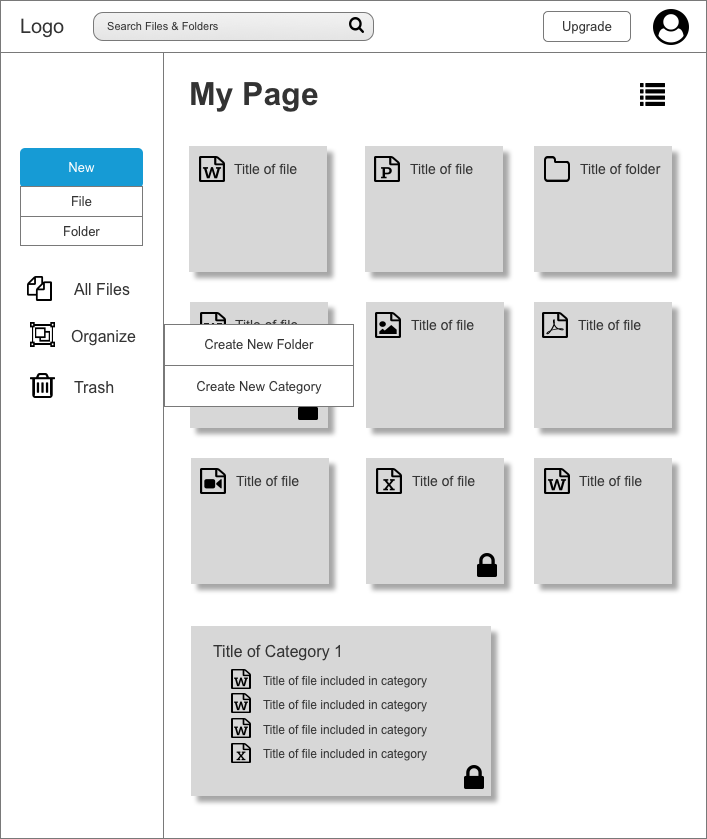 Logo
Search Files & Folders
Upgrade
My Page
New
File
Folder
All Files
Organize
Trash
Title of file
Title of file
Title of folder
Title of file
Title of file
Title of file
Create New Folder
Create New Category
Title of file
Title of file
Title of file
Title of Category 1
Title of file included in category
Title of file included in category
Title of file included in category
Title of file included in category